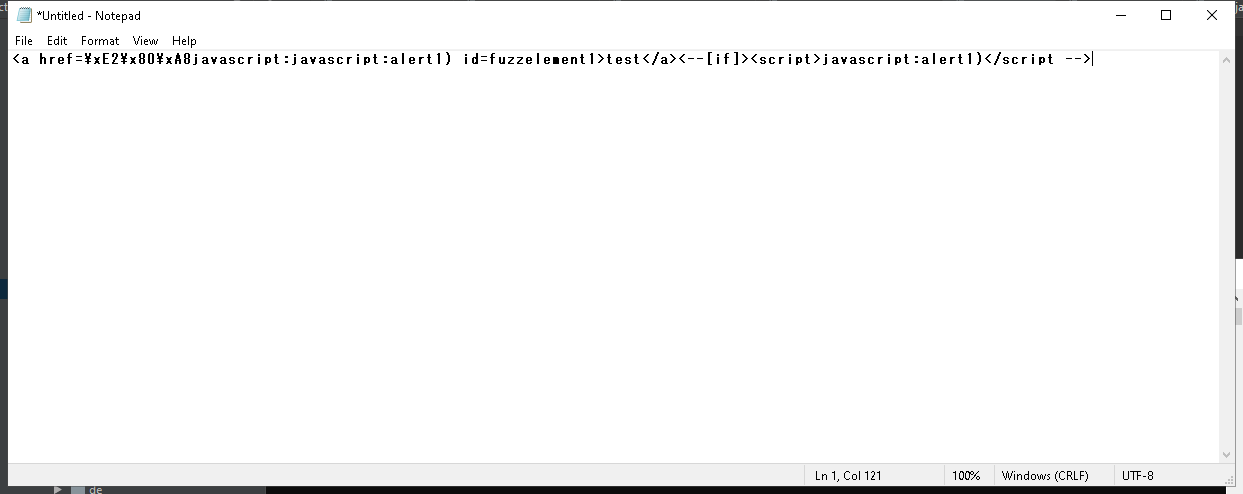 *Untitled - Notepad
File Edit Format View Help
<a href=¥xE2¥x80¥xA8javascript:javascript:alert1) id=fuzzelement1>test</a><--[if]><script>javascript:alert1)</script -->
Ln 1, Col 121 100% Windows (CRLF) UTF-8
de